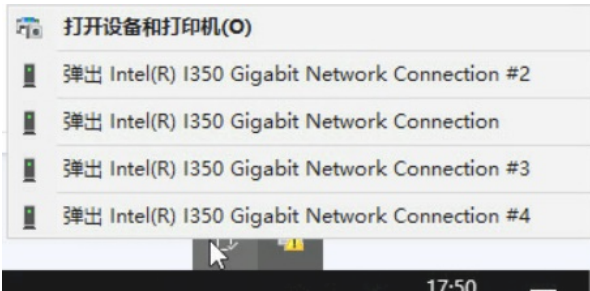 打开设备和打印机(O)
弹出 Intel(R) I350 Gigabit Network Connection #2
弹出 Intel(R) I350 Gigabit Network Connection
弹出 Intel(R) I350 Gigabit Network Connection #3
弹出 Intel(R) I350 Gigabit Network Connection #4
17:50